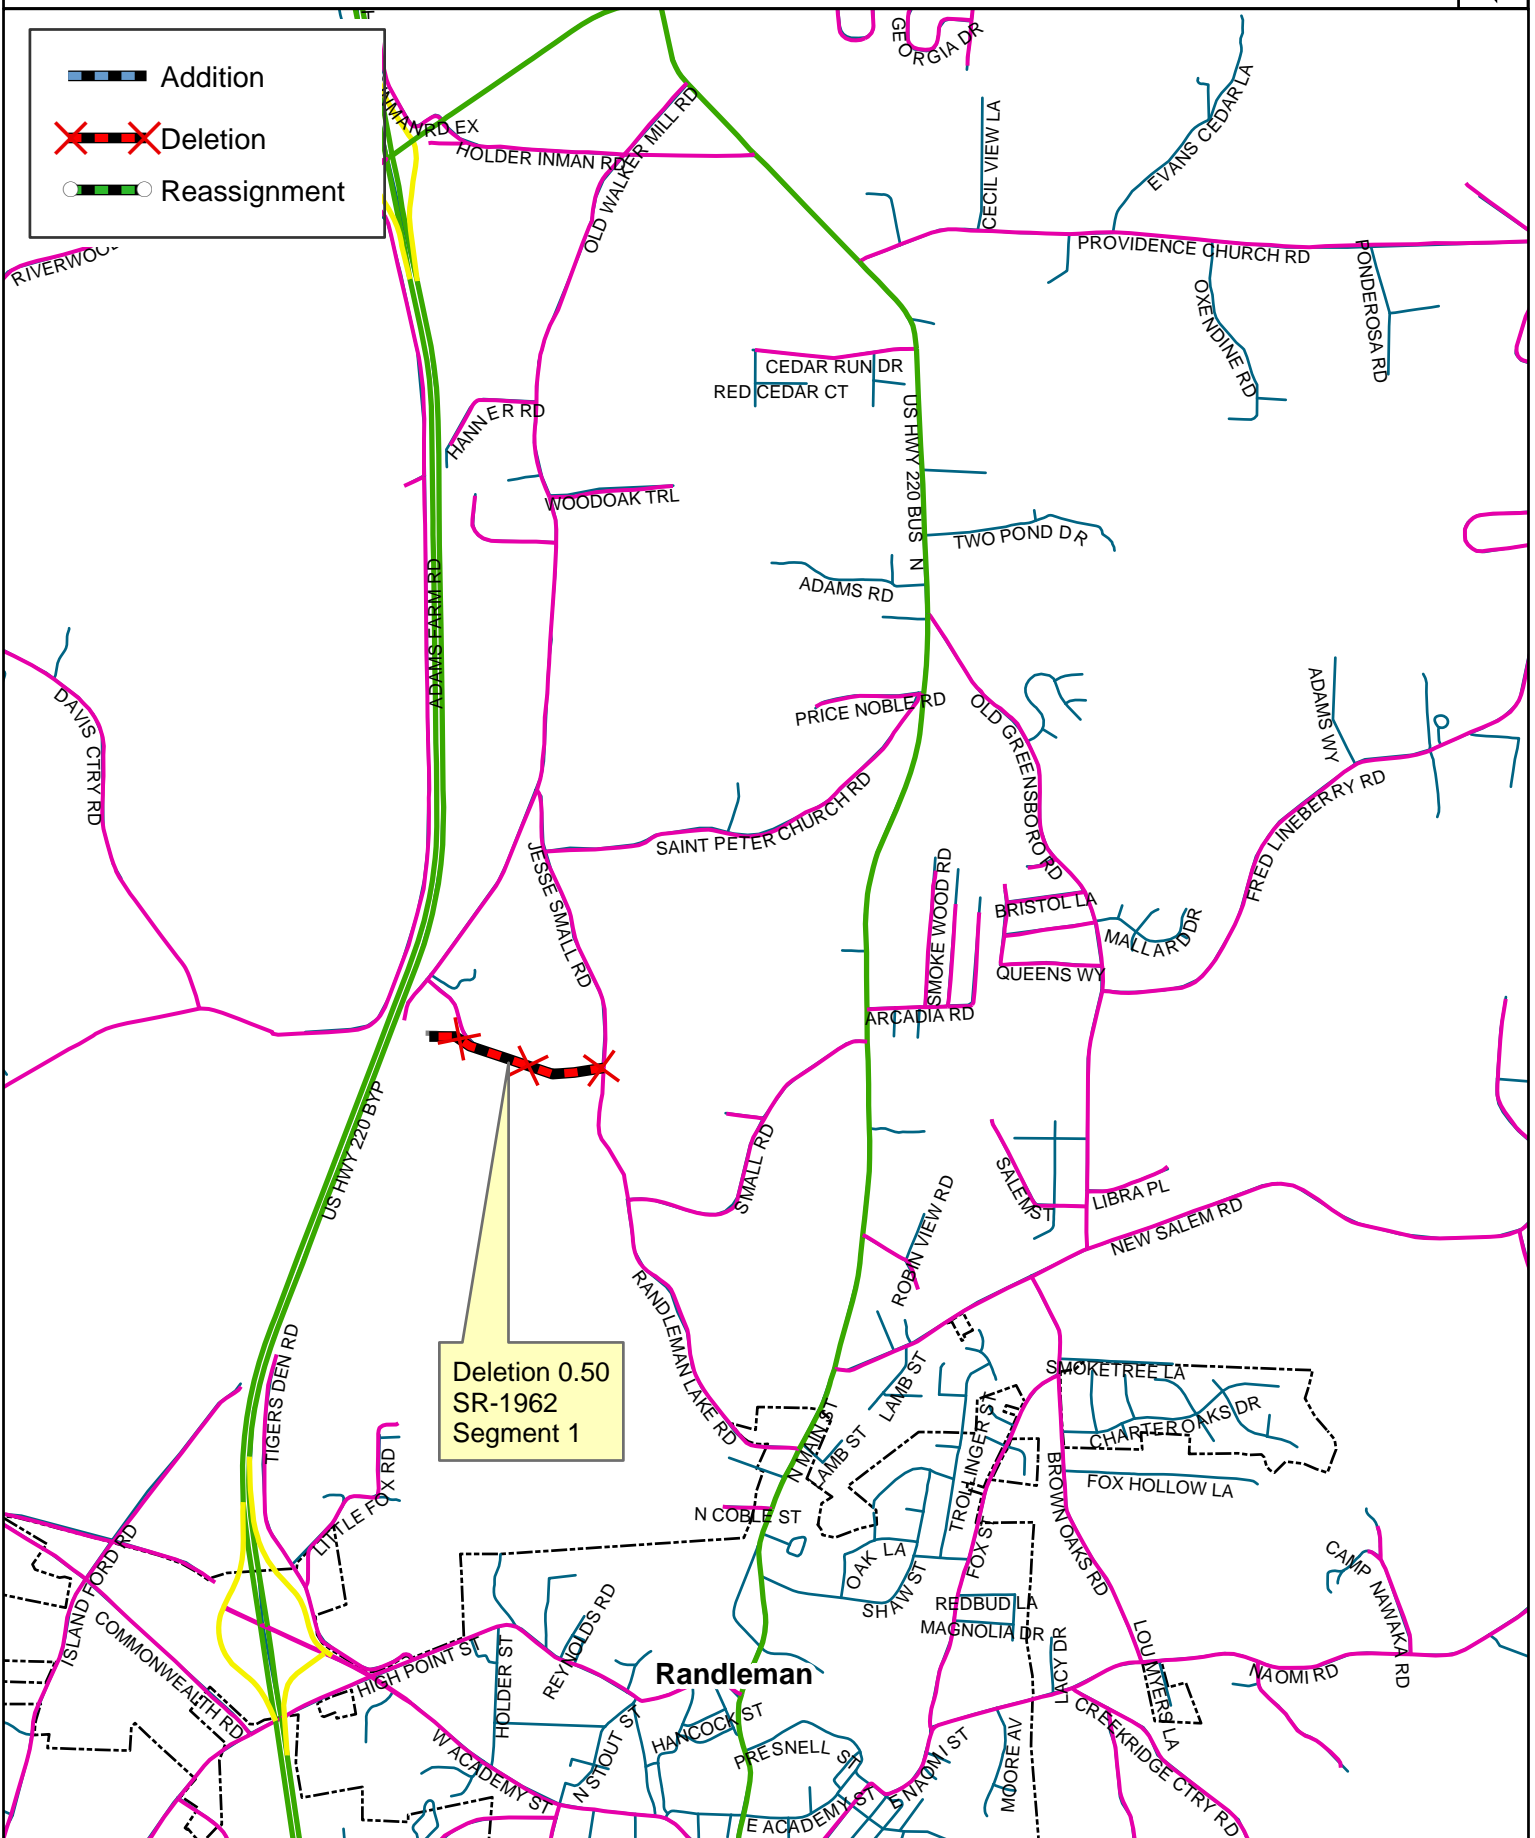 Addition
Deletion
Reassignment
GEORGIA DR
RD EX
HOLDER INMAN RD
OLD WALKER MILL RD
CECIL VIEW LA
EVANS CEDAR LA
PROVIDENCE CHURCH RD
OXENDINE RD
PONDEROSA RD
CEDAR RUN DR
RED CEDAR CT
HANNER RD
US HWY 220 BUS N
WOODOAK TRL
TWO POND DR
ADAMS RD
ADAMS FARM RD
DAVIS CTRY RD
PRICE NOBLE RD
OLD GREENSBORO RD
ADAMS WY
FRED LINEBERRY RD
SAINT PETER CHURCH RD
JESSE SMALL RD
SMOKE WOOD RD
BRISTOL LA
MALLARD DR
QUEENS WY
ARCADIA RD
US HWY 220 BYP
SMALL RD
SALEM ST
LIBRA PL
NEW SALEM RD
ROBIN VIEW RD
RANDLEMAN LAKE RD
TIGERS DEN RD
Deletion 0.50
SR-1962
Segment 1
LAMB ST
SMOKETREE LA
CHARTER OAKS DR
N MAIN ST
LAMB ST
TROLLINGER ST
FOX HOLLOW LA
BROWN OAKS RD
LITTLE FOX RD
N COBLE ST
OAK LA
SHAW ST
FOX ST
ISLAND FORD RD
COMMONWEALTH RD
CAMP NAWAKA RD
REDBUD LA
MAGNOLIA DR
REYNOLDS RD
HIGH POINT ST
HOLDER ST
Randleman
LACY DR
LOU MYERS LA
NAOMI RD
HANCOCK ST
N STOUT ST
W ACADEMY ST
PRESNELL ST
E NAOMI ST
MOORE AV
CREEKRIDGE CTRY RD
E ACADEMY ST